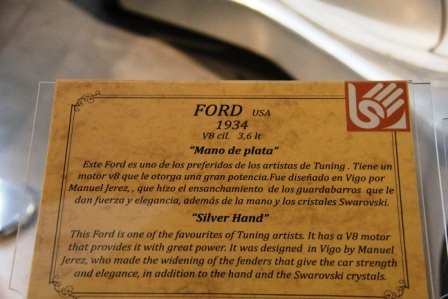 FORD USA
1934
V8 cil. 3,6 lt
"Mano de plata"
Este Ford es uno de los preferidos de los artistas de Tuning . Tiene un
motor v8 que le otorga una gran potencia.Fue diseñado en Vigo por
Manuel Jerez, , que hizo el ensanchamiento de los guardabarros que le
dan fuerza y elegancia, además de la mano y los cristales Swarovski.
"Silver Hand"
This Ford is one of the favourites of Tuning artists. It has a V8 motor
that provides it with great power. It was designed in Vigo by Manuel
Jerez, who made the widening of the fenders that give the car strength
and elegance, in addition to the hand and the Swarovski crystals.